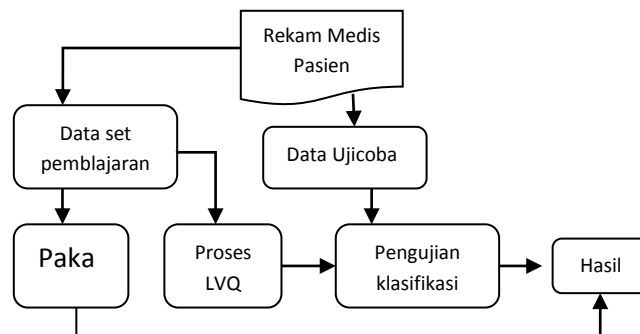 Rekam Medis
Pasien
Data set
pemblajaran
Data Ujicoba
Paka
Proses
LVQ
Pengujian
klasifikasi
Hasil